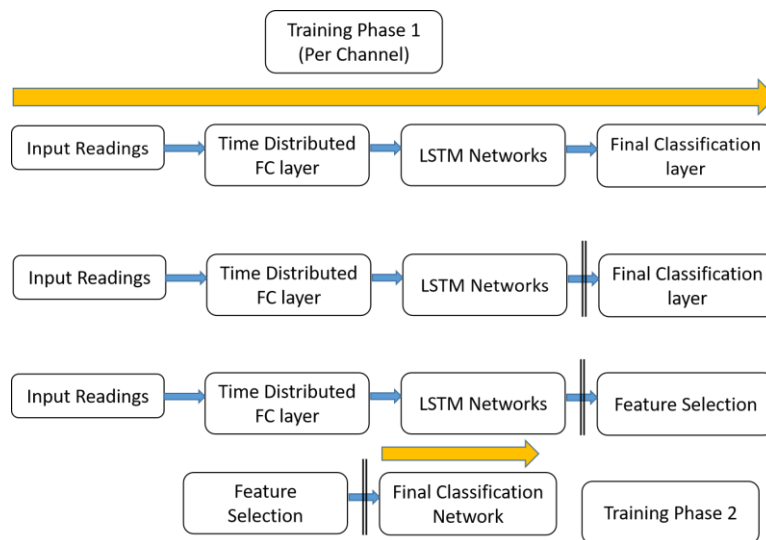 Training Phase 1
(Per Channel)
Input Readings
Time Distributed
FC layer
LSTM Networks
Final Classification
layer
Input Readings
Time Distributed
FC layer
LSTM Networks
Final Classification
layer
Input Readings
Time Distributed
FC layer
LSTM Networks
Feature Selection
Feature
Selection
Final Classification
Network
Training Phase 2